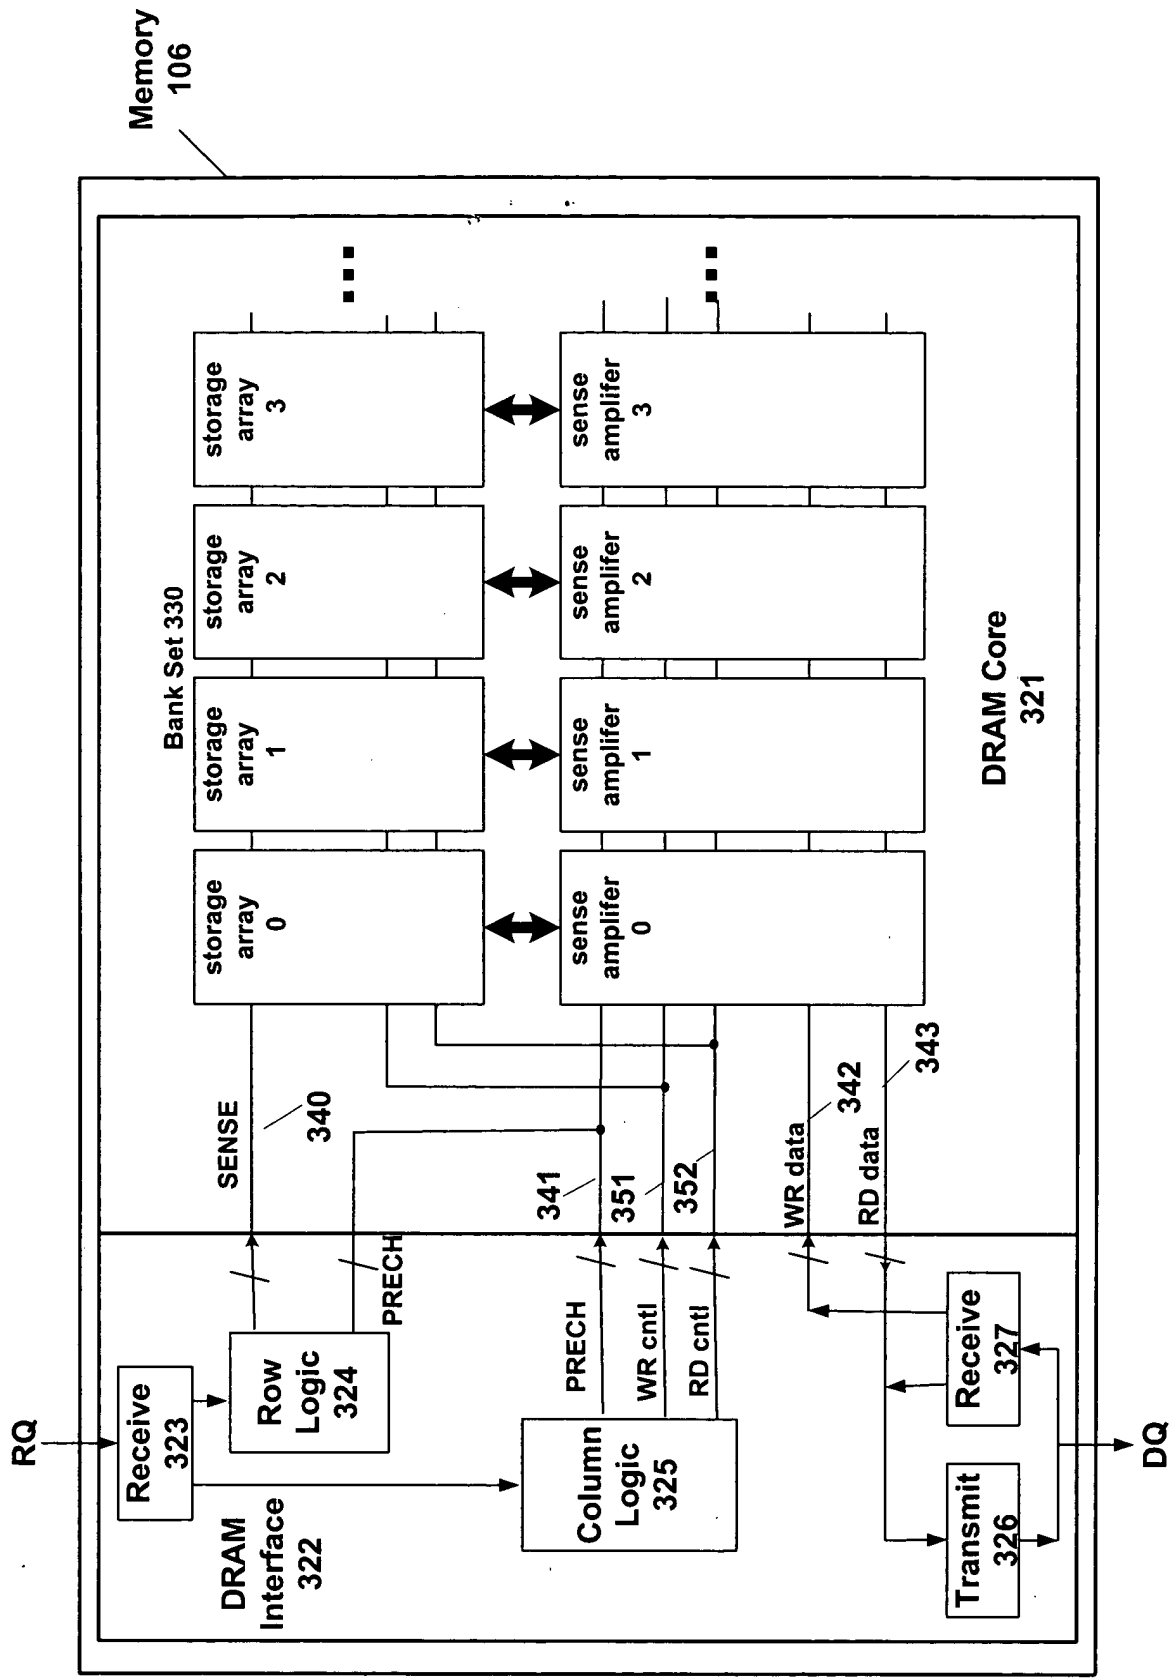 Memory
106
Bank Set 330
storage
array
0
storage
array
1
storage
array
2
storage
array
3
sense
amplifer
0
sense
amplifer
1
sense
amplifer
2
sense
amplifer
3
DRAM Core
321
SENSE
340
PRECH
341
351
352
WR data
342
RD data
343
RQ
Receive
323
Row
Logic
324
DRAM
Interface
322
Column
Logic
325
PRECH
WR cntl
RD cntl
Receive
327
Transmit
326
DQ